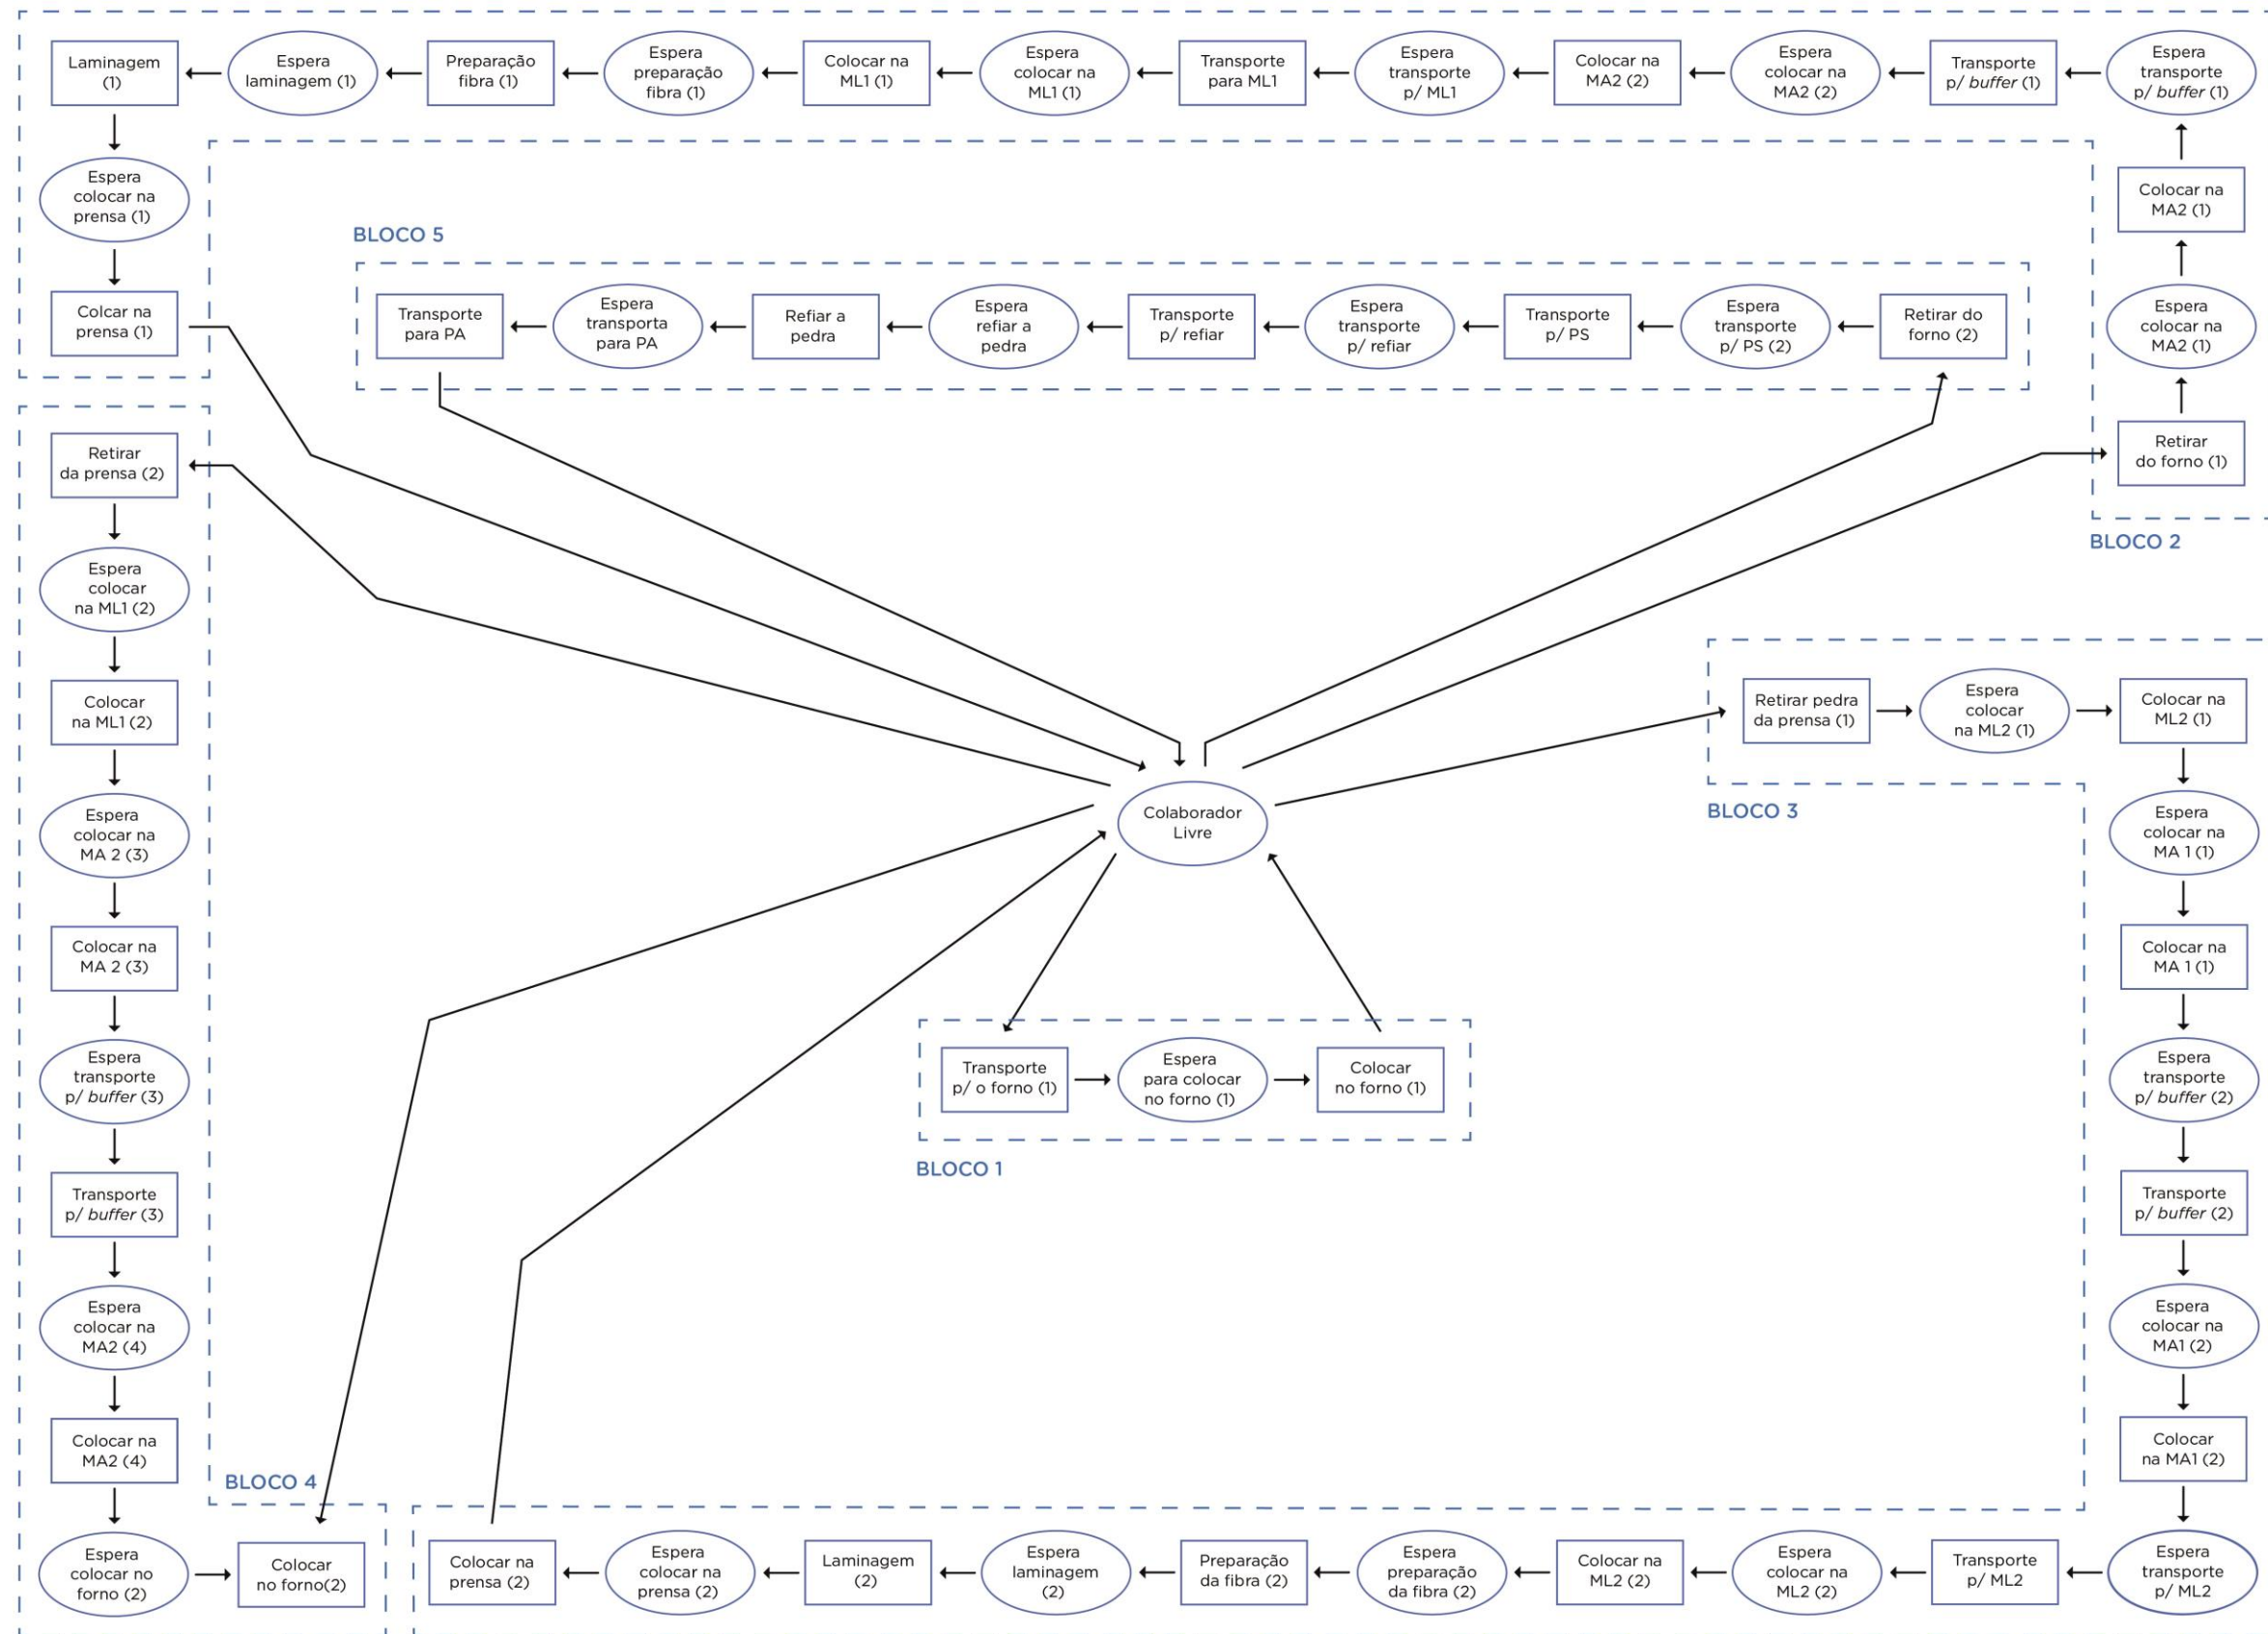 Laminagem
(1)
Espera
laminagem (1)
Preparação
fibra (1)
Espera
preparação
fibra (1)
Colocar na
ML1 (1)
Espera
colocar na
ML1 (1)
Transporte
para ML1
Espera
transporte
p/ ML1
Colocar na
MA2 (2)
Espera
colocar na
MA2 (2)
Transporte
p/ buffer (1)
Espera
transporte
p/ buffer (1)
Espera
colocar na
prensa (1)
Colocar na
MA2 (1)
BLOCO 5
Colcar na
prensa (1)
Transporte
para PA
Espera
transporta
para PA
Refiar a
pedra
Espera
refiar a
pedra
Transporte
p/ refiar
Espera
transporte
p/ refiar
Transporte
p/ PS
Espera
transporte
p/ PS (2)
Retirar do
forno (2)
Espera
colocar na
MA2 (1)
Retirar
da prensa (2)
Retirar
do forno (1)
BLOCO 2
Espera
colocar
na ML1 (2)
Colocar
na ML1 (2)
Retirar pedra
da prensa (1)
Espera
colocar
na ML2 (1)
Colocar na
ML2 (1)
BLOCO 3
Espera
colocar na
MA 2 (3)
Colaborador
Livre
Espera
colocar na
MA 1 (1)
Colocar na
MA 2 (3)
Colocar na
MA 1 (1)
Espera
transporte
p/ buffer (3)
Transporte
p/ o forno (1)
Espera
para colocar
no forno (1)
Colocar
no forno (1)
Espera
transporte
p/ buffer (2)
BLOCO 1
Transporte
p/ buffer (3)
Transporte
p/ buffer (2)
Espera
colocar na
MA2 (4)
Espera
colocar na
MA1 (2)
Colocar na
MA2 (4)
Colocar
na MA1 (2)
BLOCO 4
Espera
colocar no
forno (2)
Colocar
no forno(2)
Colocar na
prensa (2)
Espera
colocar na
prensa (2)
Laminagem
(2)
Espera
laminagem
(2)
Preparação
da fibra (2)
Espera
preparação
da fibra (2)
Colocar na
ML2 (2)
Espera
colocar na
ML2 (2)
Transporte
p/ ML2
Espera
transporte
p/ ML2